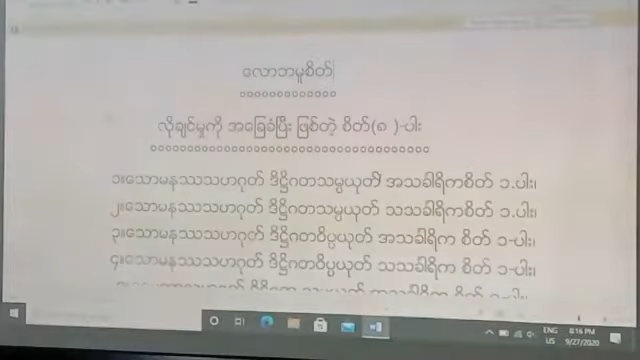 လောဘမူစိတ်
လိုချင်မှုကို အခြေခံပြီး ဖြစ်တဲ့ စိတ်(၈ )-ပါး
၁။သောမနဿသဟဂုတ် ဒိဋ္ဌိဂတသမ္ပယုတ် အသခါရိကစိတ် ၁.ပါး၊
၂။သောမနဿသဟဂုတ် ဒိဋ္ဌိဂတသမ္ပယုတ် သသခါရိကစိတ် ၁.ပါး၊
၃။သောမနဿသဟဂုတ် ဒိဋ္ဌိဂတဝိပ္ပယုတ် အသခါရိက စိတ် ၁-ပါး၊
၄။သောမနဿသဟဂုတ် ဒိဋ္ဌိဂတဝိပ္ပယုတ် သသခါရိက စိတ် ၁-ပါး၊
ENG 8:16 PM
US 9/27/2020